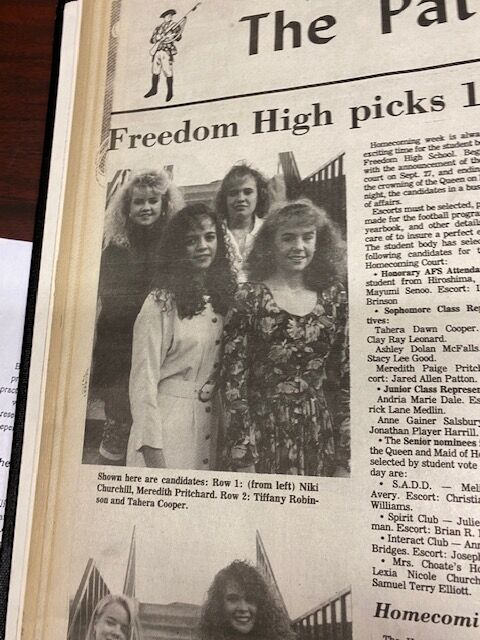 The Pat
Freedom High picks 1
Shown here are candidates: Row 1: (from left) Niki
Churchill, Meredith Pritchard. Row 2: Tiffany Robin-
son and Tahera Cooper.
Homecoming week is alwa
exciting time for the student b
Freedom High School. Beg
with the announcement of the
court on Sept. 27, and ending
the crowning of the Queen on
night, the candidates in a bus
of affairs.
Escorts must be selected, p
made for the football progra
yearbook, and other detail
care of to insure a perfect e
The student body has selec
following candidates for t
Homecoming Court:
• Honorary AFS Attenda
student from Hiroshima,
Mayumi Senoo. Escort: 
Brinson
• Sophomore Class Rep
tives:
Tahera Dawn Cooper.
Clay Ray Leonard.
Ashley Dolan McFalls.
Stacy Lee Good.
Meredith Paige Pritch
cort: Jared Allen Patton.
• Junior Class Represen
Andria Marie Dale. Es
rick Lane Medlin.
Anne Gainer Salsbury
Jonathan Player Harrill.
• The Senior nominees f
the Queen and Maid of Ho
selected by student vote
day are:
• S.A.D.D. — Meli
Avery. Escort: Christia
Williams.
• Spirit Club — Julie
man. Escort: Brian R.
• Interact Club — Ann
Bridges. Escort: Joseph
• Mrs. Choate's Ho
Lexia Nicole Church
Samuel Terry Elliott.
Homecomi